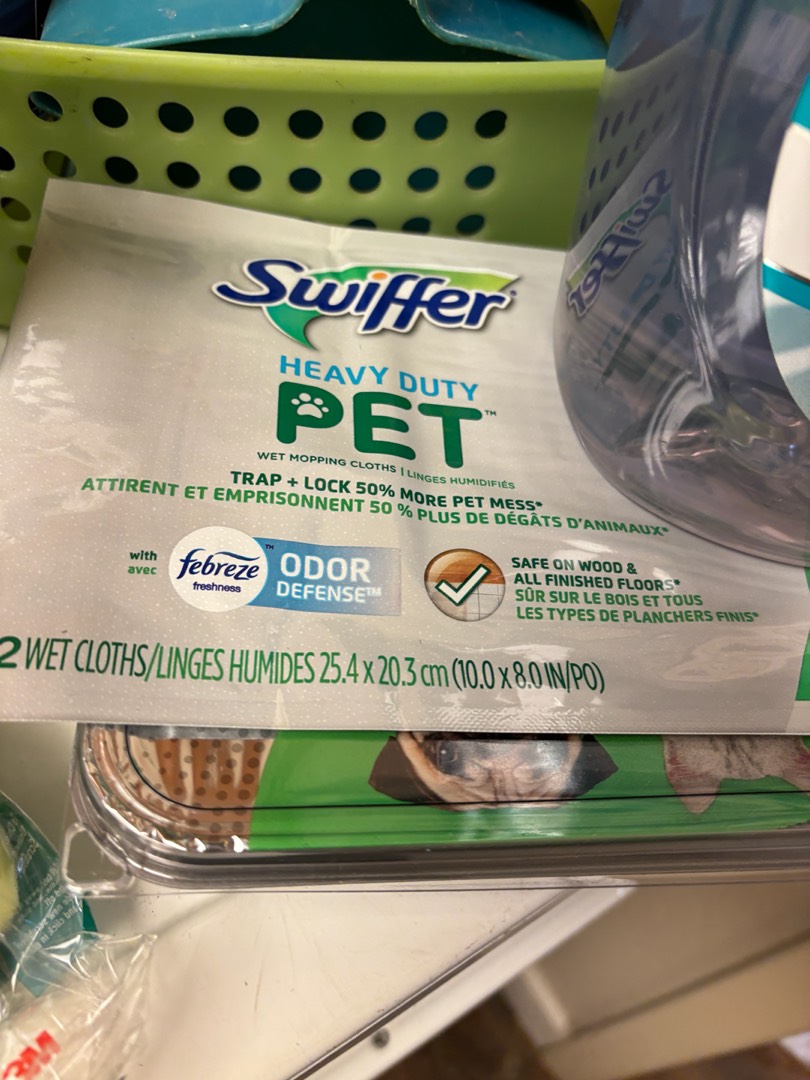 Swiffer
HEAVY DUTY
PET™
WET MOPPING CLOTHS | LINGES HUMIDIFIÉS
TRAP + LOCK 50% MORE PET MESS*
ATTIRENT ET EMPRISONNENT 50 % PLUS DE DÉGÂTS D'ANIMAUX*
with
avec
febreze™
freshness
ODOR
DEFENSE™
SAFE ON WOOD &
ALL FINISHED FLOORS*
SÛR SUR LE BOIS ET TOUS
LES TYPES DE PLANCHERS FINIS*
2 WET CLOTHS/LINGES HUMIDES 25.4 x 20.3 cm (10.0 x 8.0 IN/PO)
3M